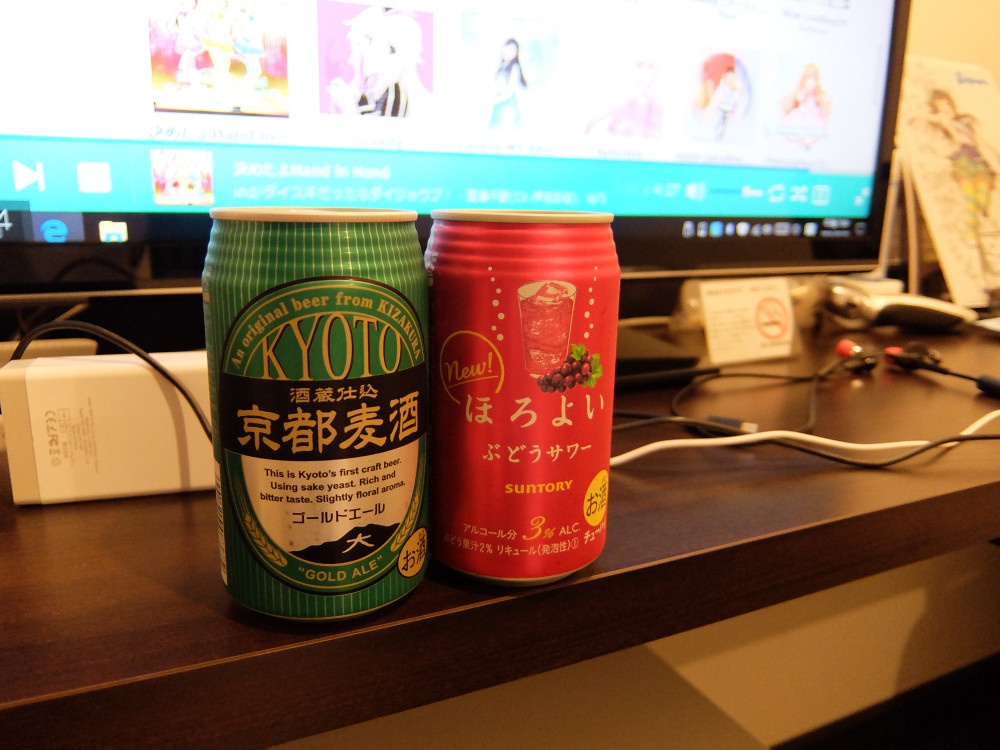 決めたよHand in Hand
An original beer from KIZAKURA
KYOTO
酒蔵仕込
京都麦酒
This is Kyoto's first craft beer.
Using sake yeast. Rich and
bitter taste. Slightly floral aroma.
ゴールドエール
大
"GOLD ALE"
お酒
New!
ほろよい
ぶどうサワー
SUNTORY
お酒
アルコール分 3% ALC.
ぶどう果汁2% リキュール(発泡性)①